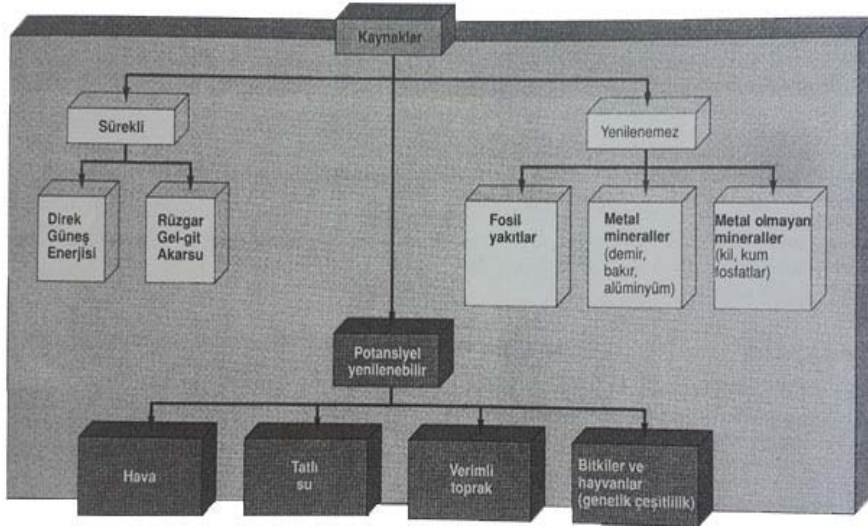 Kaynaklar
Sürekli
Yenilenemez
Direk
Güneş
Enerjisi
Rüzgar
Gel-git
Akarsu
Fosil
yakıtlar
Metal
mineraller
(demir,
bakır,
alüminyüm)
Metal olmayan
mineraller
(kil, kum
fosfatlar)
Potansiyel
yenilenebilir
Hava
Tatlı
su
Verimli
toprak
Bitkiler ve
hayvanlar
(genetik çeşitlilik)